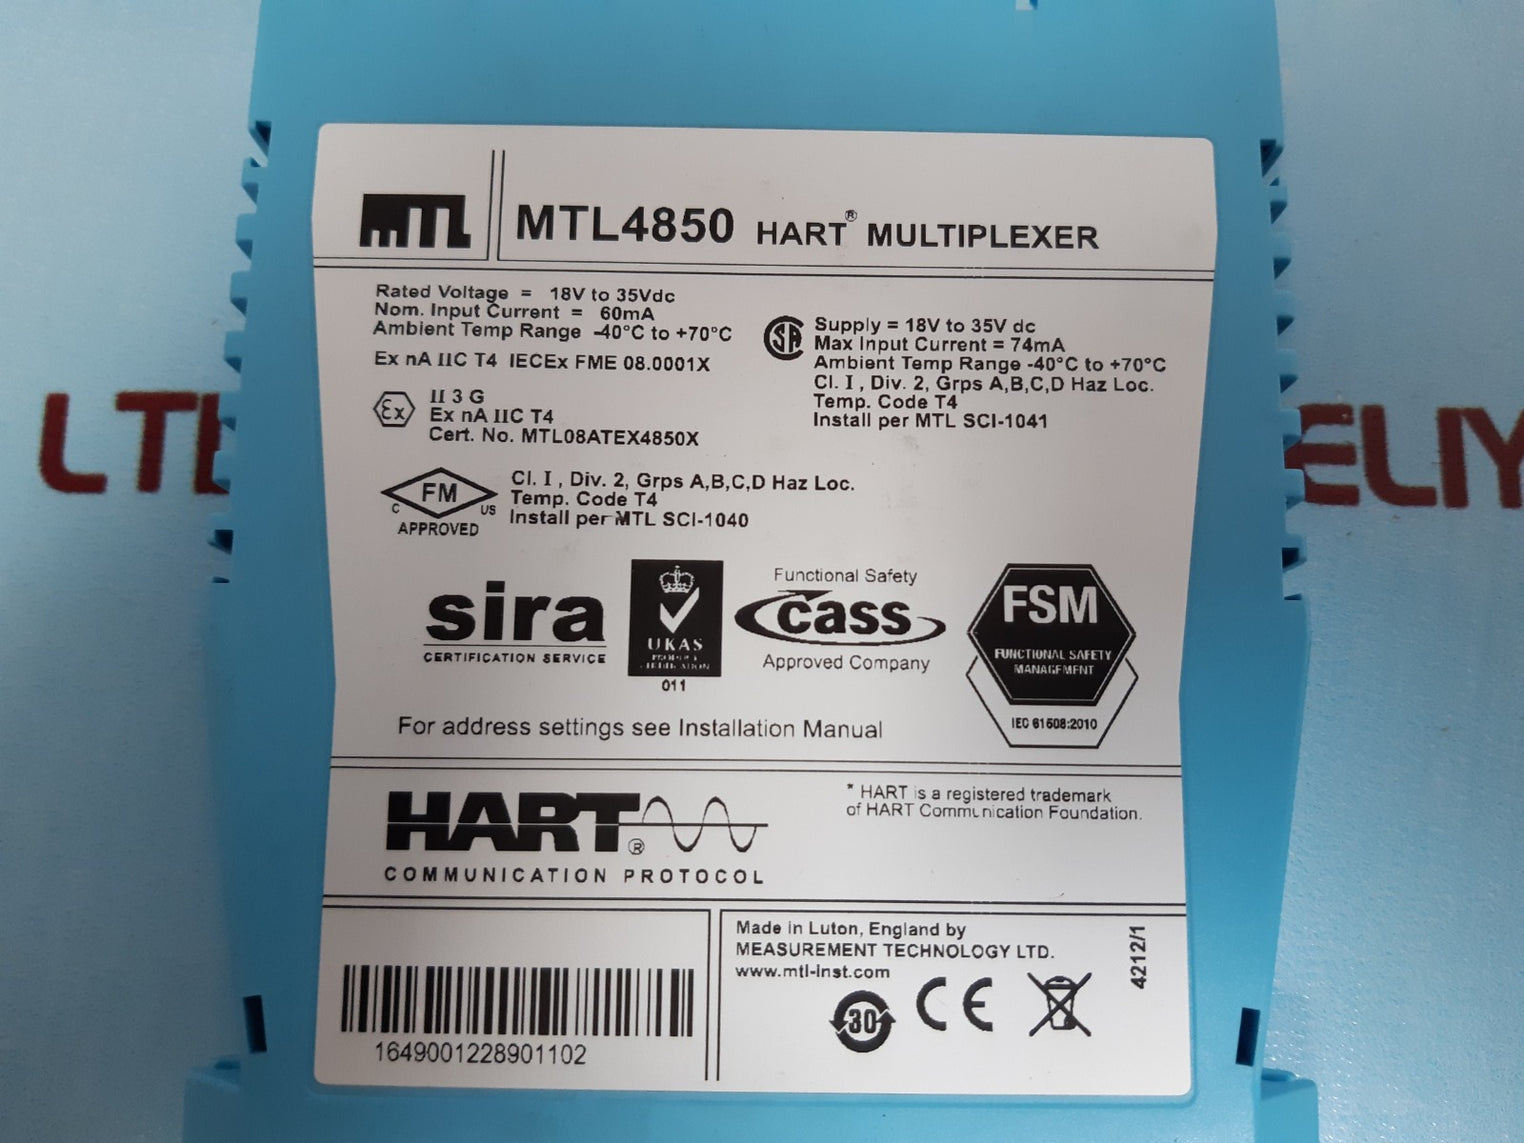 MTL
MTL4850 HART® MULTIPLEXER
Rated Voltage = 18V to 35Vdc
Nom. Input Current = 60mA
Ambient Temp Range -40°C to +70°C
Ex nA IIC T4 IECEx FME 08.0001X
Ex
II 3 G
Ex nA IIC T4
Cert. No. MTL08ATEX4850X
SA
Supply = 18V to 35V dc
Max Input Current = 74mA
Ambient Temp Range -40°C to +70°C
Cl. I , Div. 2, Grps A,B,C,D Haz Loc.
Temp. Code T4
Install per MTL SCI-1041
FM
C US
APPROVED
Cl. I , Div. 2, Grps A,B,C,D Haz Loc.
Temp. Code T4
Install per MTL SCI-1040
sira
CERTIFICATION SERVICE
UKAS
011
Functional Safety
cass
Approved Company
FSM
FUNCTIONAL SAFETY
MANAGEMENT
IEC 61508:2010
For address settings see Installation Manual
HART®
COMMUNICATION PROTOCOL
* HART is a registered trademark
of HART Communication Foundation.
1649001228901102
Made in Luton, England by
MEASUREMENT TECHNOLOGY LTD.
www.mtl-inst.com
30
CE
4212/1
LTE
ELIY